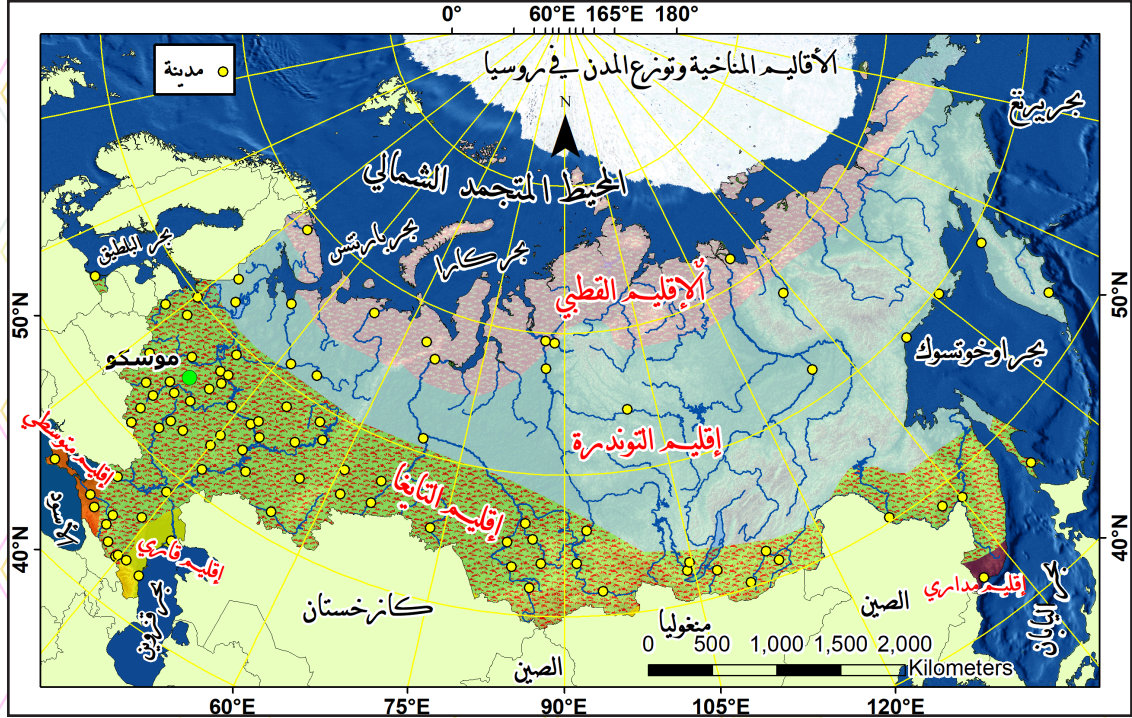 0° 60°E 165°E 180°
الأقاليم المناخية وتوزع المدن في روسيا
مدينة
N
بحر بيرنغ
المحيط المتجمد الشمالي
بحر البلطيق
بحر بارنتس
بحر كارا
الإقليم القطبي
50°N
50°N
موسكو
بحر اوخوتسوك
إقليم التوندرة
إقليم متوسطي
إقليم التايغا
إقليم قاري
إقليم مداري
40°N
40°N
بحر قزوين
بحر اليابان
كازخستان
الصين
منغوليا
الصين
0 500 1,000 1,500 2,000
Kilometers
60°E 75°E 90°E 105°E 120°E